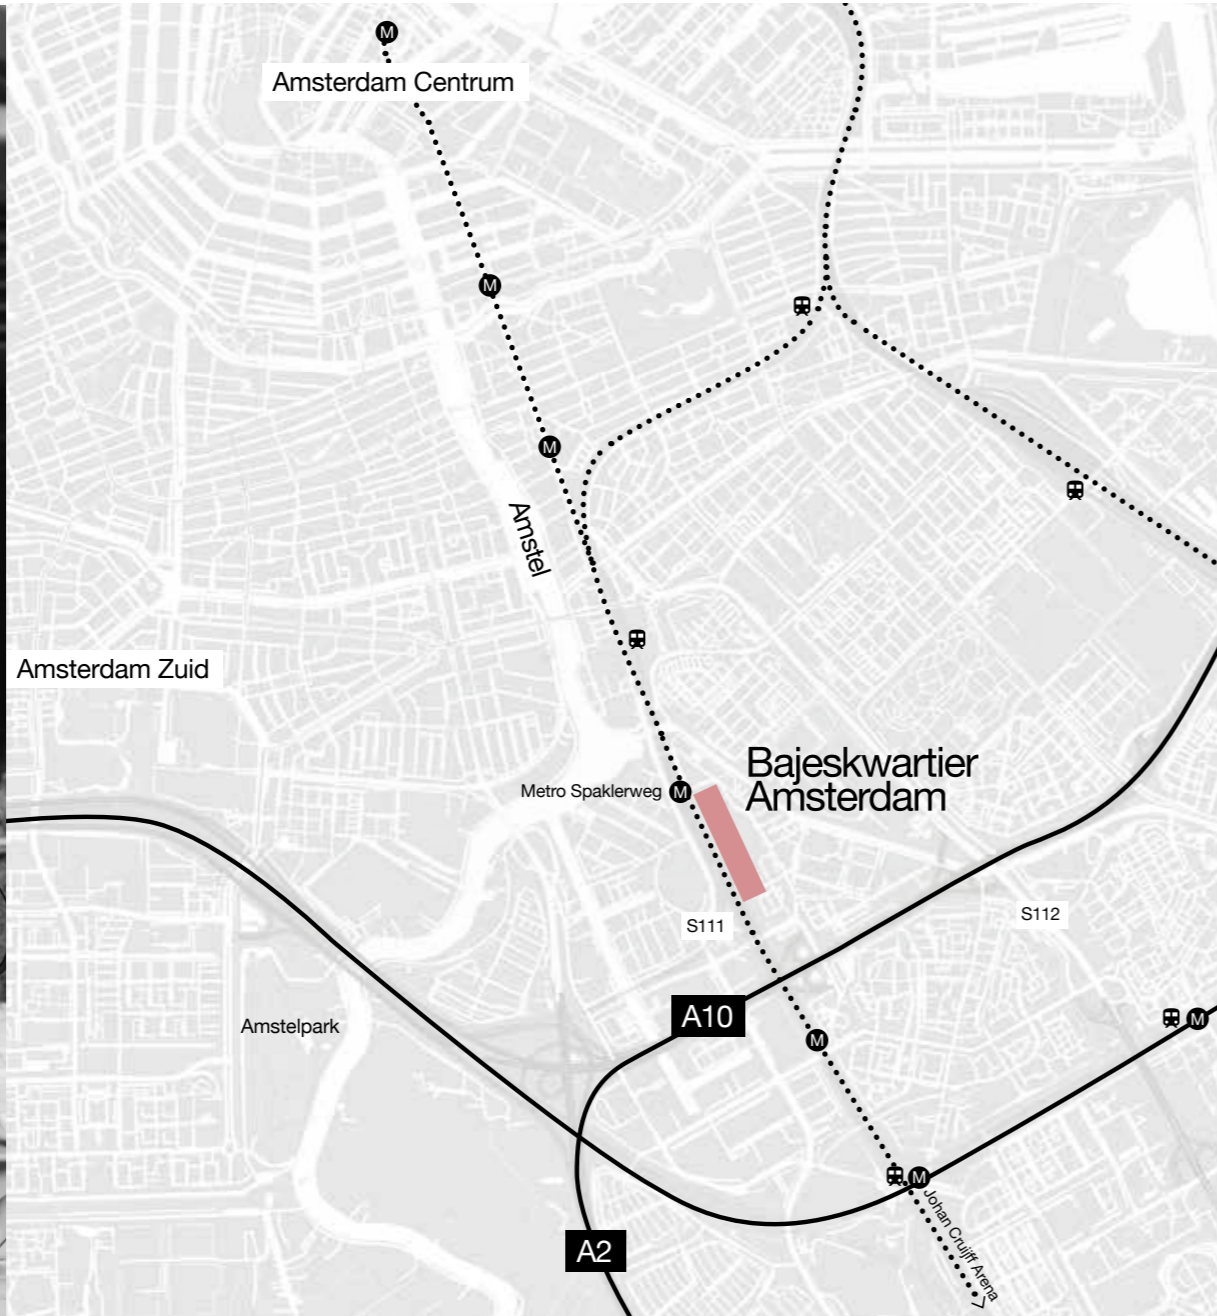 M
Amsterdam Centrum
M
M
Amstel
Amsterdam Zuid
Bajeskwartier
Amsterdam
Metro Spaklerweg
M
S111
S112
A10
M
Amstelpark
M
M
Johan Cruijff Arena
A2